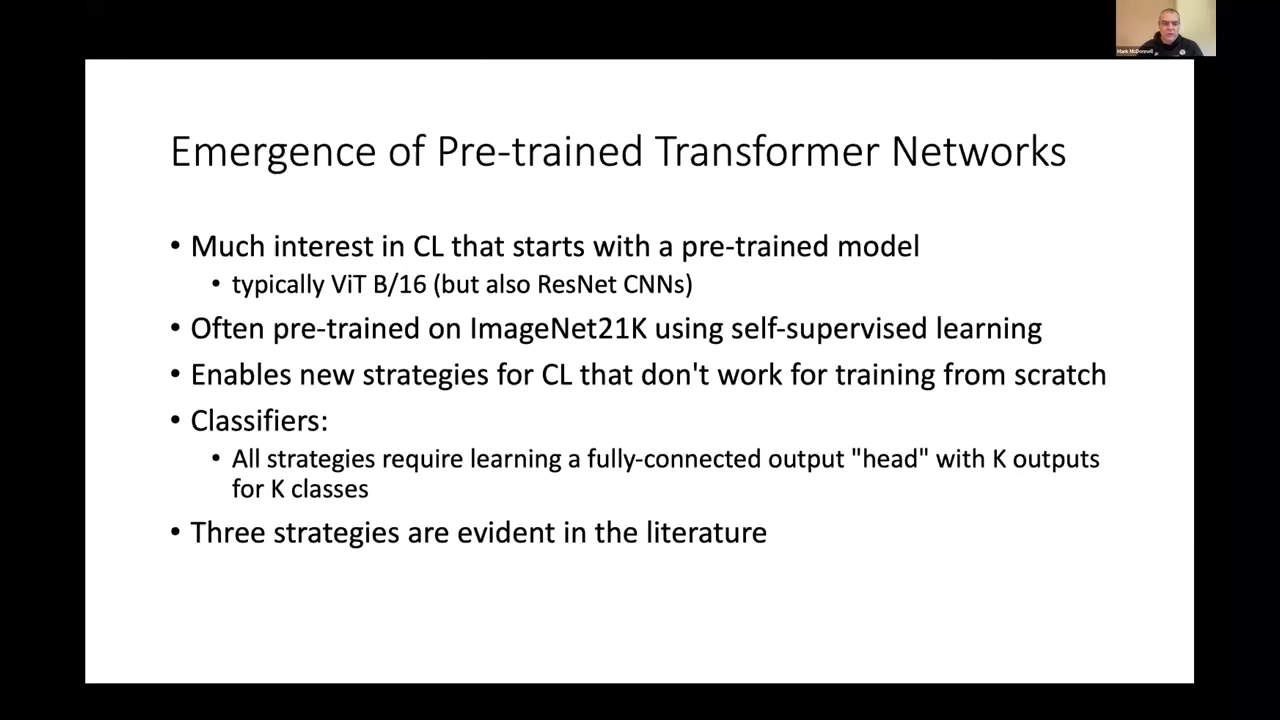 Mark McDonnell
Emergence of Pre-trained Transformer Networks
• Much interest in CL that starts with a pre-trained model
• typically ViT B/16 (but also ResNet CNNs)
• Often pre-trained on ImageNet21K using self-supervised learning
• Enables new strategies for CL that don't work for training from scratch
• Classifiers:
• All strategies require learning a fully-connected output "head" with K outputs
for K classes
• Three strategies are evident in the literature